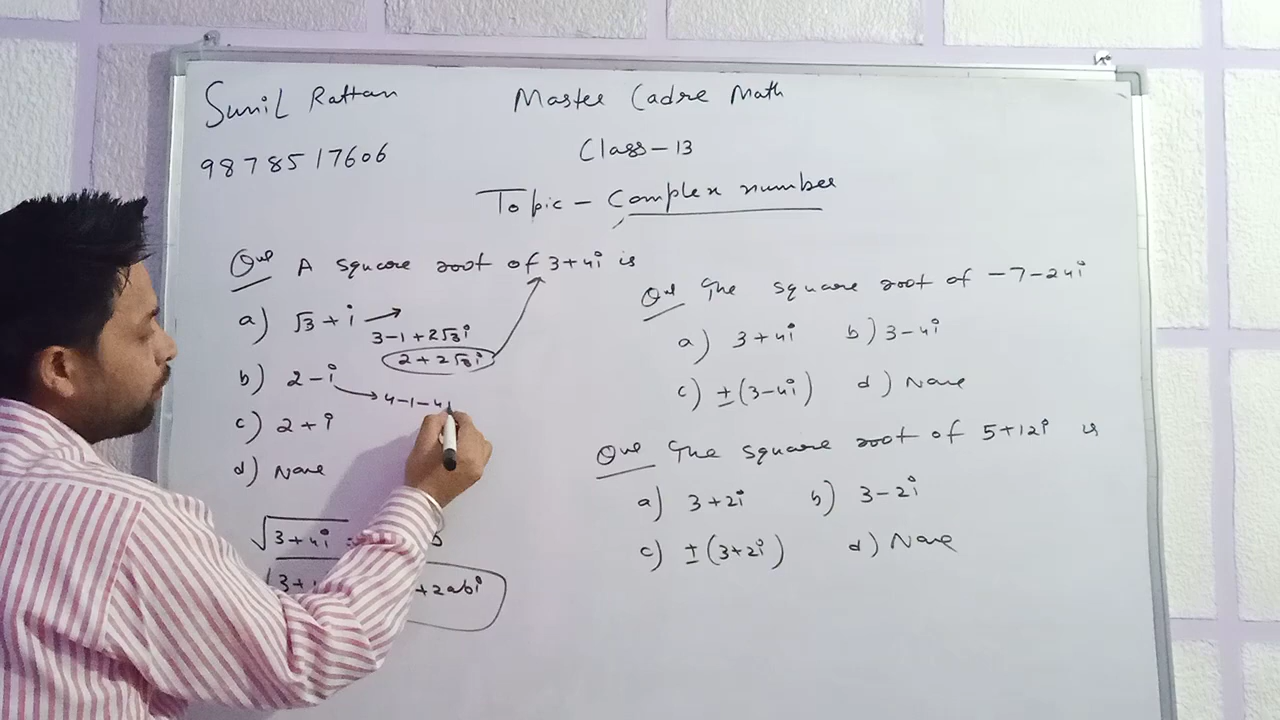 Sunil Rattan
9878517606
Master Cadre Math
Class-13
Topic - Complex number
Que A square root of 3+4i is
a) √3 + i →
3-1+2√3i
2+2√3i
b) 2-i → 4-1-4i
c) 2+i
d) None
√3+4i =
+2abi
Que The square root of -7-24i
a) 3+4i b) 3-4i
c) ±(3-4i) d) None
Que The square root of 5+12i is
a) 3+2i b) 3-2i
c) ±(3+2i) d) None